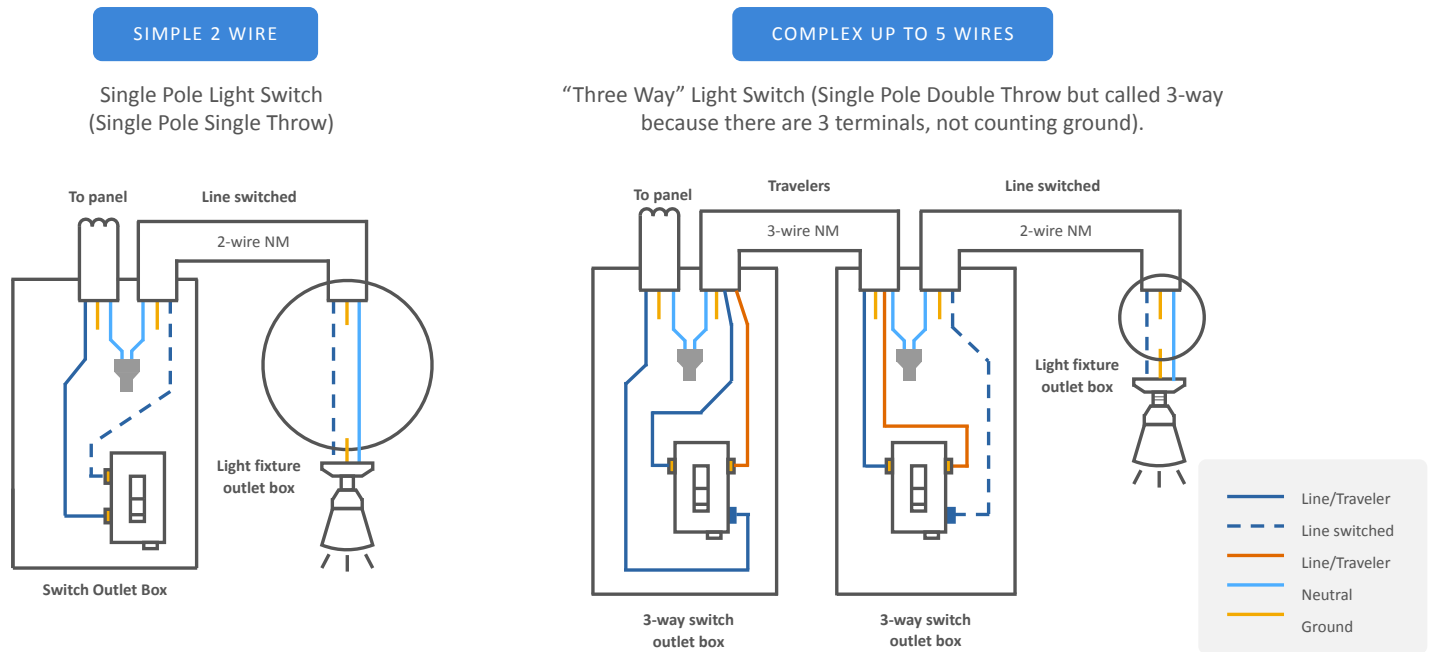 SIMPLE 2 WIRE
Single Pole Light Switch
(Single Pole Single Throw)
To panel
Line switched
2-wire NM
Light fixture
outlet box
Switch Outlet Box
COMPLEX UP TO 5 WIRES
“Three Way” Light Switch (Single Pole Double Throw but called 3-way
because there are 3 terminals, not counting ground).
To panel
Travelers
Line switched
3-wire NM
2-wire NM
Light fixture
outlet box
3-way switch
outlet box
3-way switch
outlet box
Line/Traveler
Line switched
Line/Traveler
Neutral
Ground